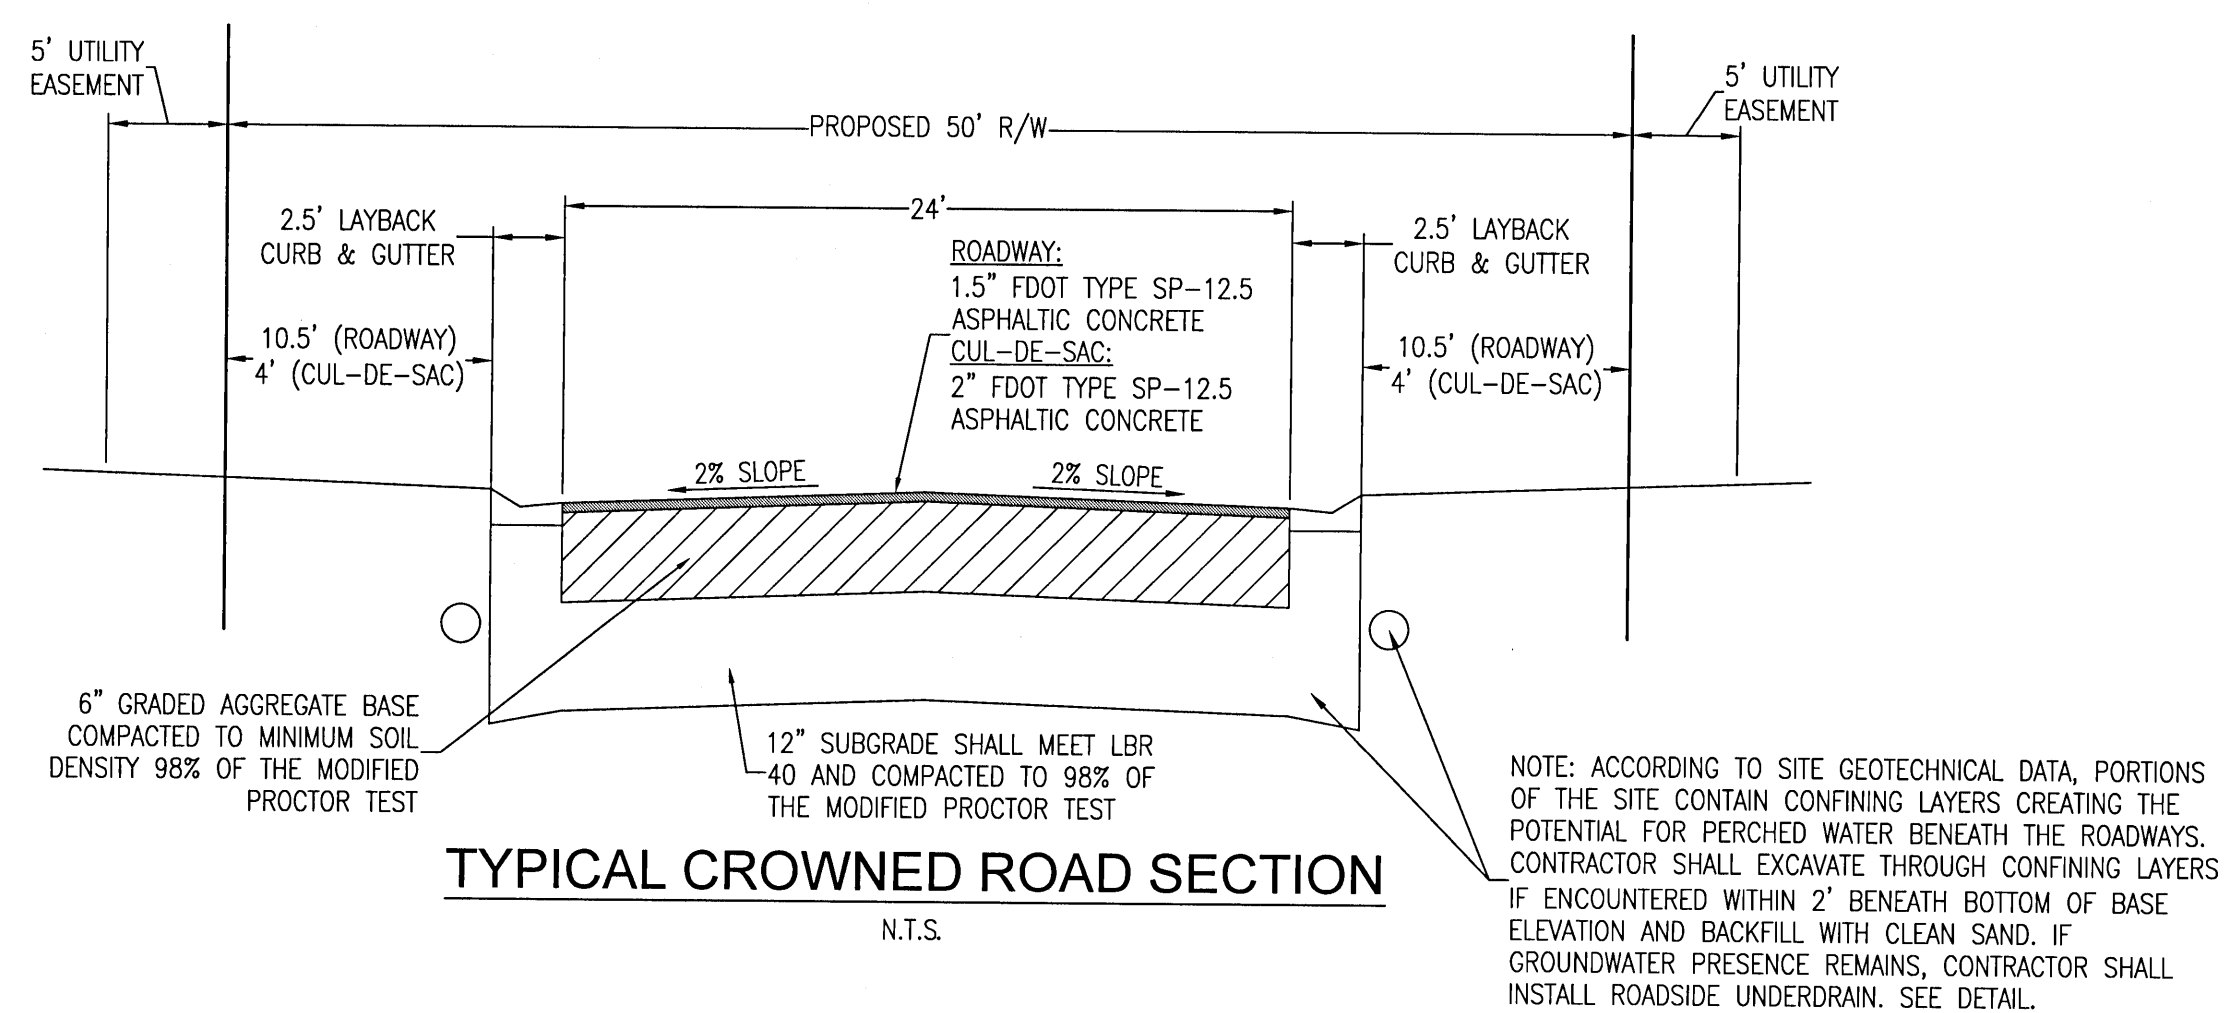 5' UTILITY
EASEMENT
5' UTILITY
EASEMENT
PROPOSED 50' R/W
24'
2.5' LAYBACK
CURB & GUTTER
2.5' LAYBACK
CURB & GUTTER
ROADWAY:
1.5" FDOT TYPE SP-12.5
ASPHALTIC CONCRETE
CUL-DE-SAC:
2" FDOT TYPE SP-12.5
ASPHALTIC CONCRETE
10.5' (ROADWAY)
4' (CUL-DE-SAC)
10.5' (ROADWAY)
4' (CUL-DE-SAC)
2% SLOPE
2% SLOPE
6" GRADED AGGREGATE BASE
COMPACTED TO MINIMUM SOIL
DENSITY 98% OF THE MODIFIED
PROCTOR TEST
12" SUBGRADE SHALL MEET LBR
40 AND COMPACTED TO 98% OF
THE MODIFIED PROCTOR TEST
NOTE: ACCORDING TO SITE GEOTECHNICAL DATA, PORTIONS
OF THE SITE CONTAIN CONFINING LAYERS CREATING THE
POTENTIAL FOR PERCHED WATER BENEATH THE ROADWAYS.
CONTRACTOR SHALL EXCAVATE THROUGH CONFINING LAYERS
IF ENCOUNTERED WITHIN 2' BENEATH BOTTOM OF BASE
ELEVATION AND BACKFILL WITH CLEAN SAND. IF
GROUNDWATER PRESENCE REMAINS, CONTRACTOR SHALL
INSTALL ROADSIDE UNDERDRAIN. SEE DETAIL.
TYPICAL CROWNED ROAD SECTION
N.T.S.